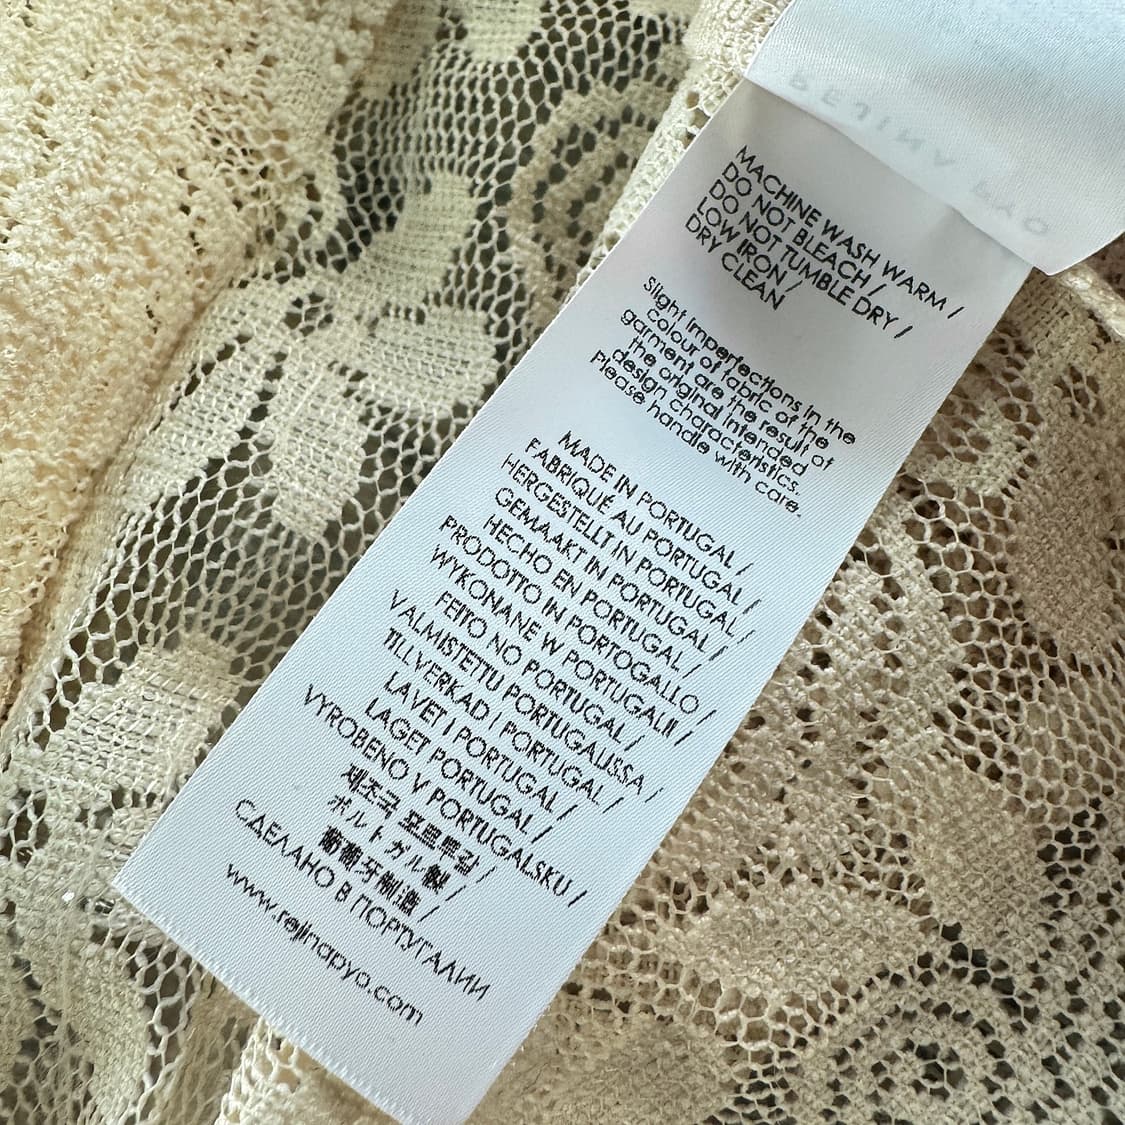 REJINA PYO
MACHINE WASH WARM /
DO NOT BLEACH /
DO NOT TUMBLE DRY /
LOW IRON /
DRY CLEAN
Slight imperfections in the
colour of fabric of the
garment are the result of
the original intended
design characteristics.
Please handle with care.
MADE IN PORTUGAL /
FABRIQUÉ AU PORTUGAL /
HERGESTELLT IN PORTUGAL /
GEMAAKT IN PORTUGAL /
HECHO EN PORTUGAL /
PRODOTTO IN PORTOGALLO /
WYKONANE W PORTUGALII /
FEITO NO PORTUGAL /
VALMISTETTU PORTUGALISSA /
TILLVERKAD I PORTUGAL /
LAVET I PORTUGAL /
LAGET PORTUGAL /
VYROBENO V PORTUGALSKU /
제조국 포르투갈 /
ポルトガル製 /
葡萄牙制造 /
СДЕЛАНО В ПОРТУГАЛИИ
www.rejinapyo.com